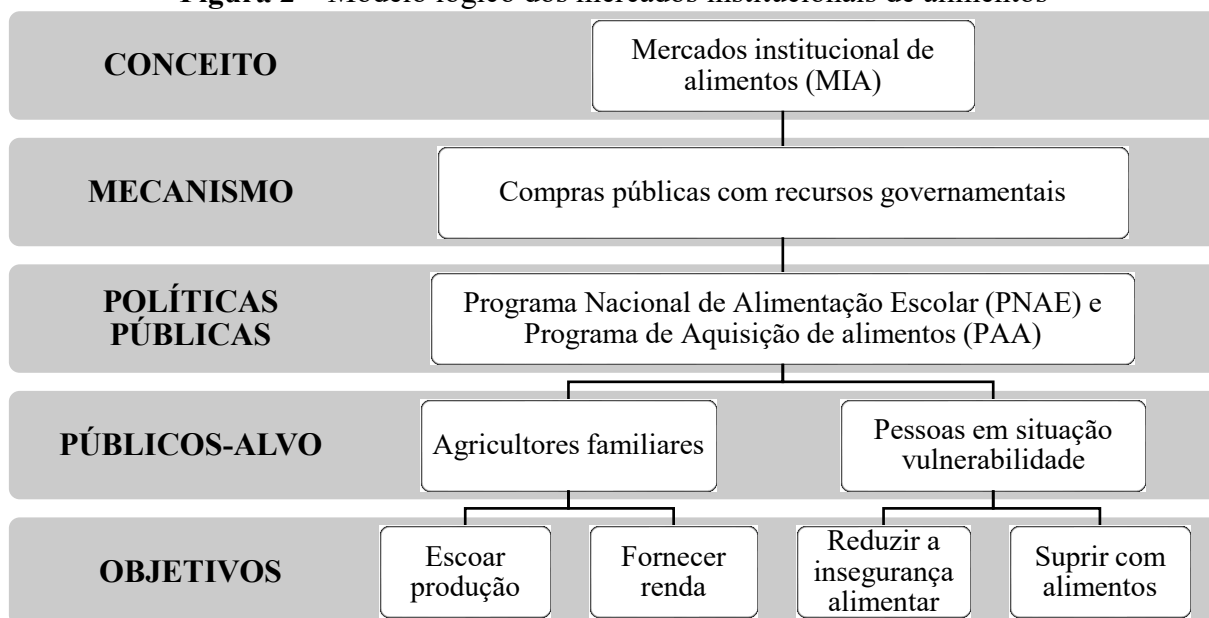 Figura 2 – Modelo lógico dos mercados institucionais de alimentos
CONCEITO
Mercados institucional de
alimentos (MIA)
MECANISMO
Compras públicas com recursos governamentais
POLÍTICAS
PÚBLICAS
Programa Nacional de Alimentação Escolar (PNAE) e
Programa de Aquisição de alimentos (PAA)
PÚBLICOS-ALVO
Agricultores familiares
Pessoas em situação
vulnerabilidade
OBJETIVOS
Escoar
produção
Fornecer
renda
Reduzir a
insegurança
alimentar
Suprir com
alimentos